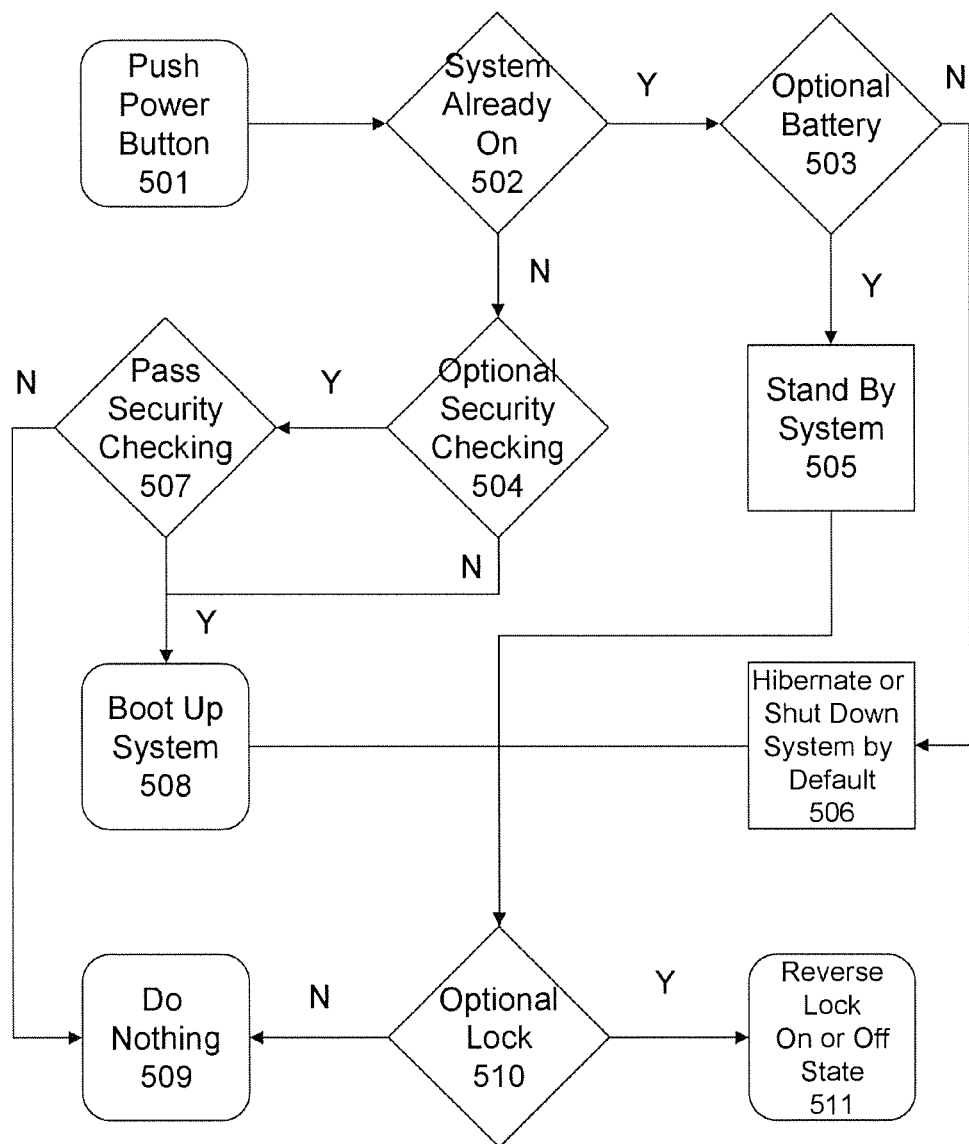 Push
Power
Button
501
System
Already
On
502
Y
Optional
Battery
503
N
N
Y
N
Pass
Security
Checking
507
Y
Optional
Security
Checking
504
Stand By
System
505
N
Y
Boot Up
System
508
Hibernate or
Shut Down
System by
Default
506
Do
Nothing
509
N
Optional
Lock
510
Y
Reverse
Lock
On or Off
State
511